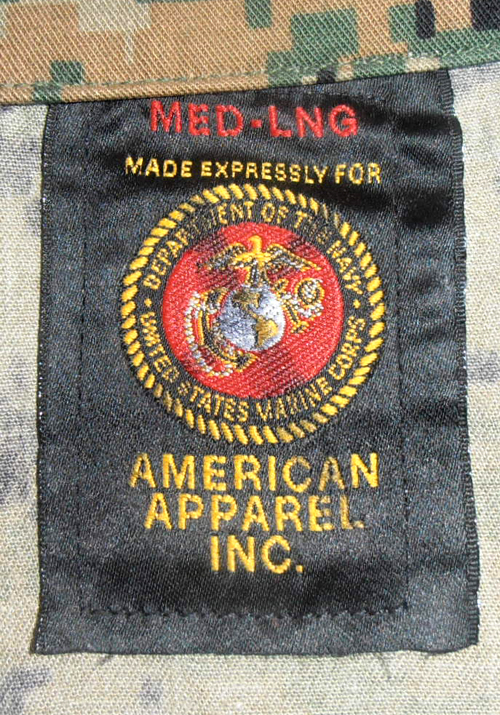 MED-LNG
MADE EXPRESSLY FOR
DEPARTMENT OF THE NAVY
UNITED STATES MARINE CORPS
AMERICAN
APPAREL
INC.